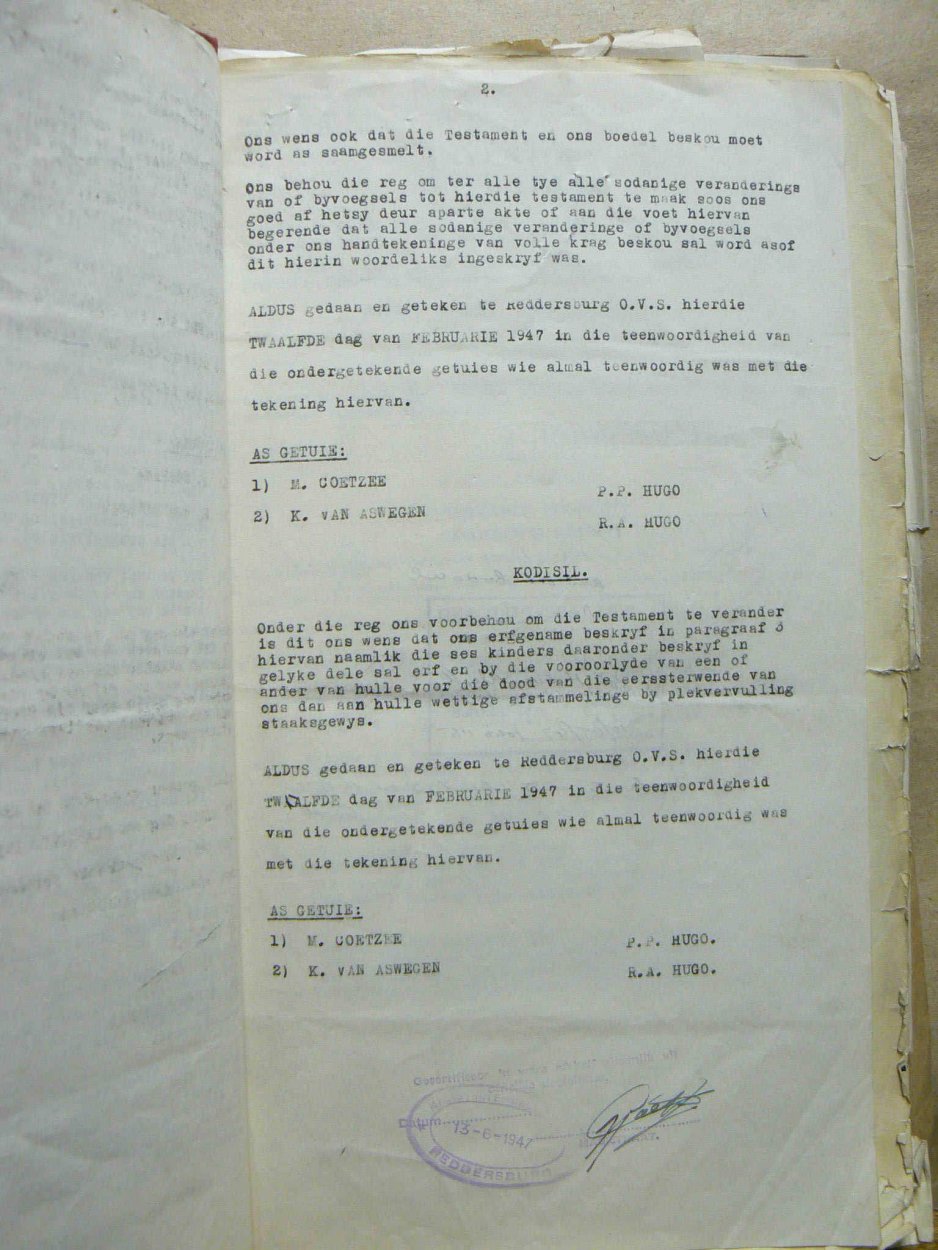 2.
Ons wens ook dat die Testament en ons boedel beskou moet
word as saamgesmelt.
Ons behou die reg om ter alle tye alle sodanige veranderings
van of byvoegsels tot hierdie testament te maak soos ons
goed af hetsy deur aparte akte of aan die voet hiervan
begerende dat alle sodanige veranderinge of byvoegsels
onder ons handtekeninge van volle krag beskou sal word asof
dit hierin woordeliks ingeskryf was.
ALDUS gedaan en geteken te Reddersburg O.V.S. hierdie
TWAALFDE dag van FEBRUARIE 1947 in die teenwoordigheid van
die ondergetekende getuies wie almal teenwoordig was met die
tekening hiervan.
AS GETUIE:
1) M. COETZEE
P.P. HUGO
2) K. VAN ASWEGEN
R.A. HUGO
KODISIL.
Onder die reg ons voorbehou om die Testament te verander
is dit ons wens dat ons erfgename beskryf in paragraaf 3
hiervan naamlik die ses kinders daaronder beskryf in
gelyke dele sal erf en by die vooroorlyde van een of
ander van hulle voor die dood van die eerssterwende van
ons dan aan hulle wettige afstammelinge by plekvervulling
staaksgewys.
ALDUS gedaan en geteken te Reddersburg O.V.S. hierdie
TWAALFDE dag van FEBRUARIE 1947 in die teenwoordigheid
van die ondergetekende getuies wie almal teenwoordig was
met die tekening hiervan.
AS GETUIE:
1) M. COETZEE
P.P. HUGO.
2) K. VAN ASWEGEN
R.A. HUGO.
Datum
13-6-1947
REDDERSBURG